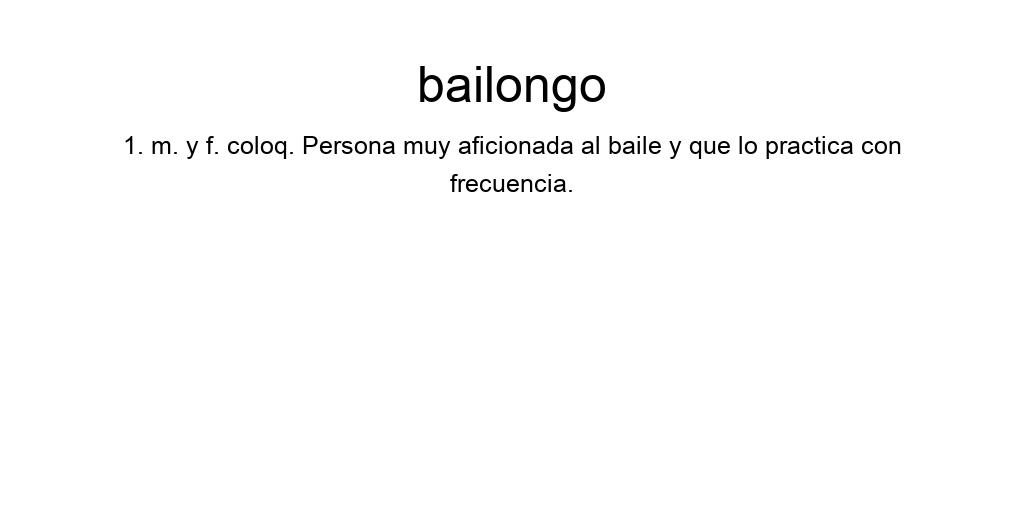 bailongo
1. m. y f. coloq. Persona muy aficionada al baile y que lo practica con
frecuencia.